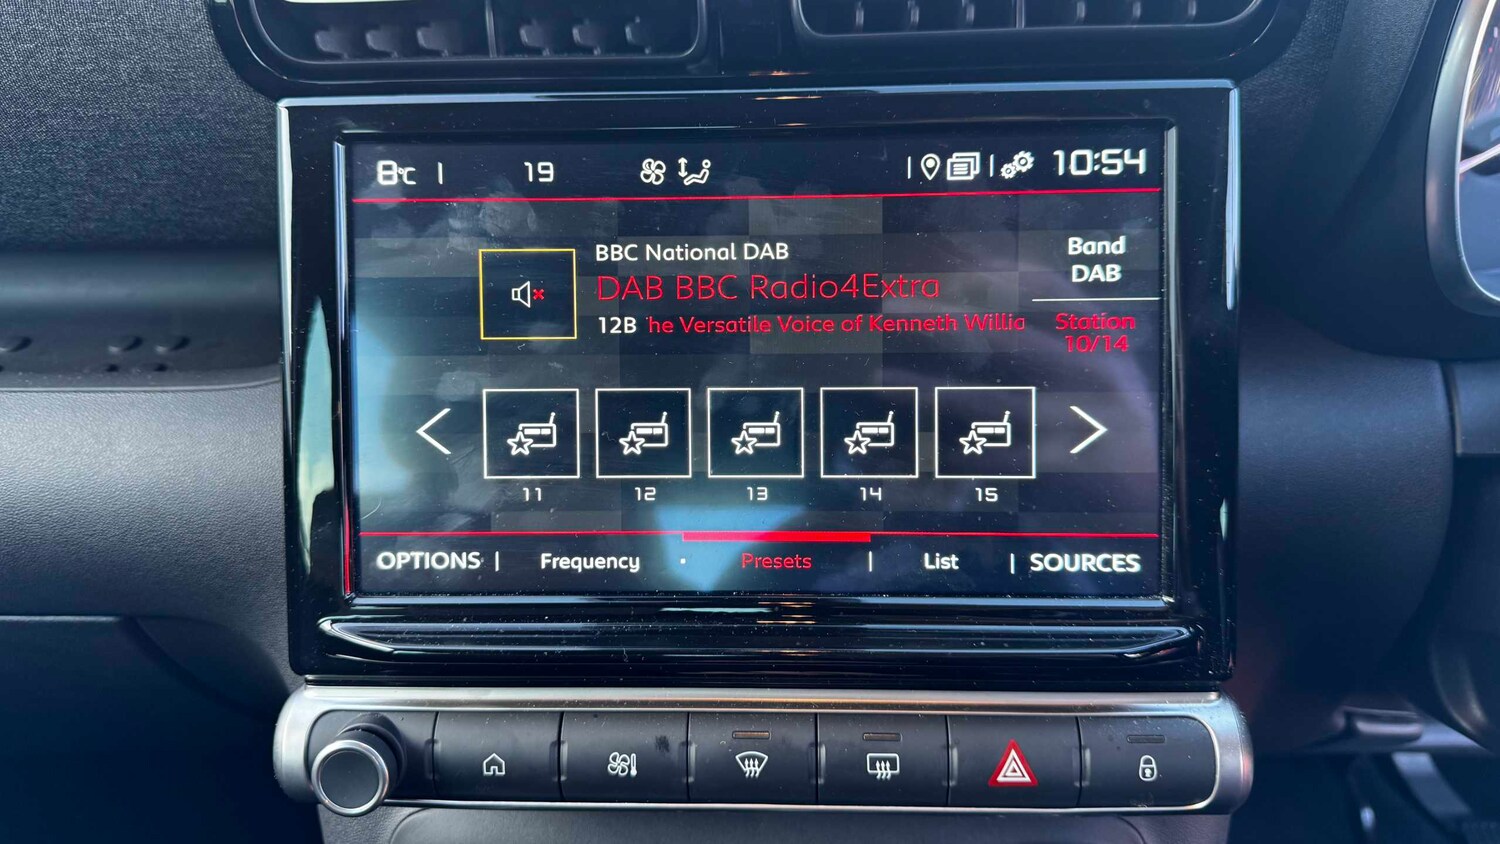 8°C | 19 10:54
BBC National DAB
DAB BBC Radio4Extra
12B he Versatile Voice of Kenneth Willia
Band
DAB
Station
10/14
11 12 13 14 15
OPTIONS | Frequency · Presets | List | SOURCES